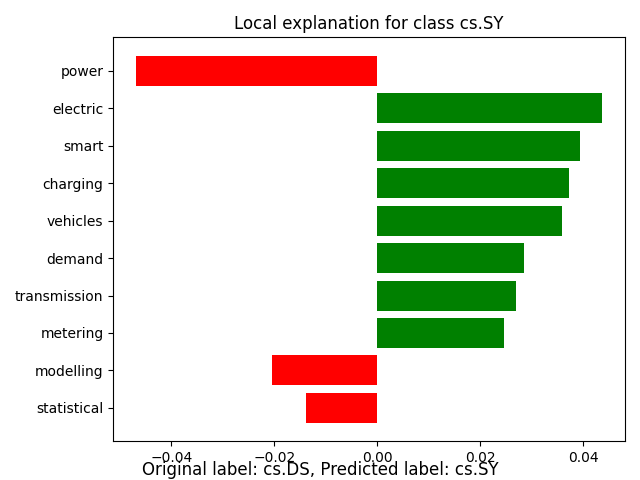 Local explanation for class cs.SY
power
electric
smart
charging
vehicles
demand
transmission
metering
modelling
statistical
−0.04 −0.02 0.00 0.02 0.04
Original label: cs.DS, Predicted label: cs.SY